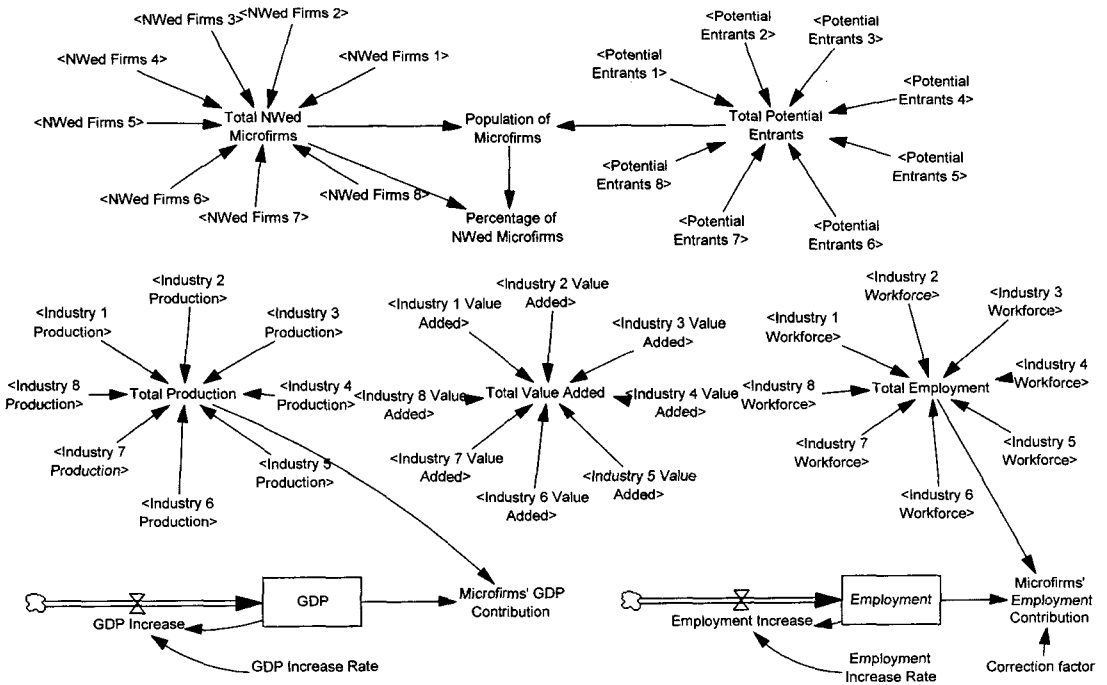 <NWed Firms 3>
<NWed Firms 2>
<NWed Firms 4>
<NWed Firms 1>
<NWed Firms 5>
Total NWed
Microfirms
<NWed Firms 6>
<NWed Firms 7>
<NWed Firms 8>
Population of
Microfirms
Percentage of
NWed Microfirms
<Potential
Entrants 2>
<Potential
Entrants 3>
<Potential
Entrants 1>
<Potential
Entrants 4>
Total Potential
Entrants
<Potential
Entrants 8>
<Potential
Entrants 5>
<Potential
Entrants 7>
<Potential
Entrants 6>
<Industry 2
Production>
<Industry 1
Production>
<Industry 3
Production>
<Industry 8
Production>
Total Production
<Industry 4
Production>
<Industry 7
Production>
<Industry 5
Production>
<Industry 6
Production>
<Industry 2 Value
Added>
<Industry 1 Value
Added>
<Industry 3 Value
Added>
<Industry 8 Value
Added>
Total Value Added
<Industry 4 Value
Added>
<Industry 7 Value
Added>
<Industry 5 Value
Added>
<Industry 6 Value
Added>
<Industry 2
Workforce>
<Industry 1
Workforce>
<Industry 3
Workforce>
<Industry 8
Workforce>
Total Employment
<Industry 4
Workforce>
<Industry 7
Workforce>
<Industry 5
Workforce>
<Industry 6
Workforce>
GDP
GDP Increase
GDP Increase Rate
Microfirms' GDP
Contribution
Employment
Employment Increase
Employment
Increase Rate
Microfirms'
Employment
Contribution
Correction factor